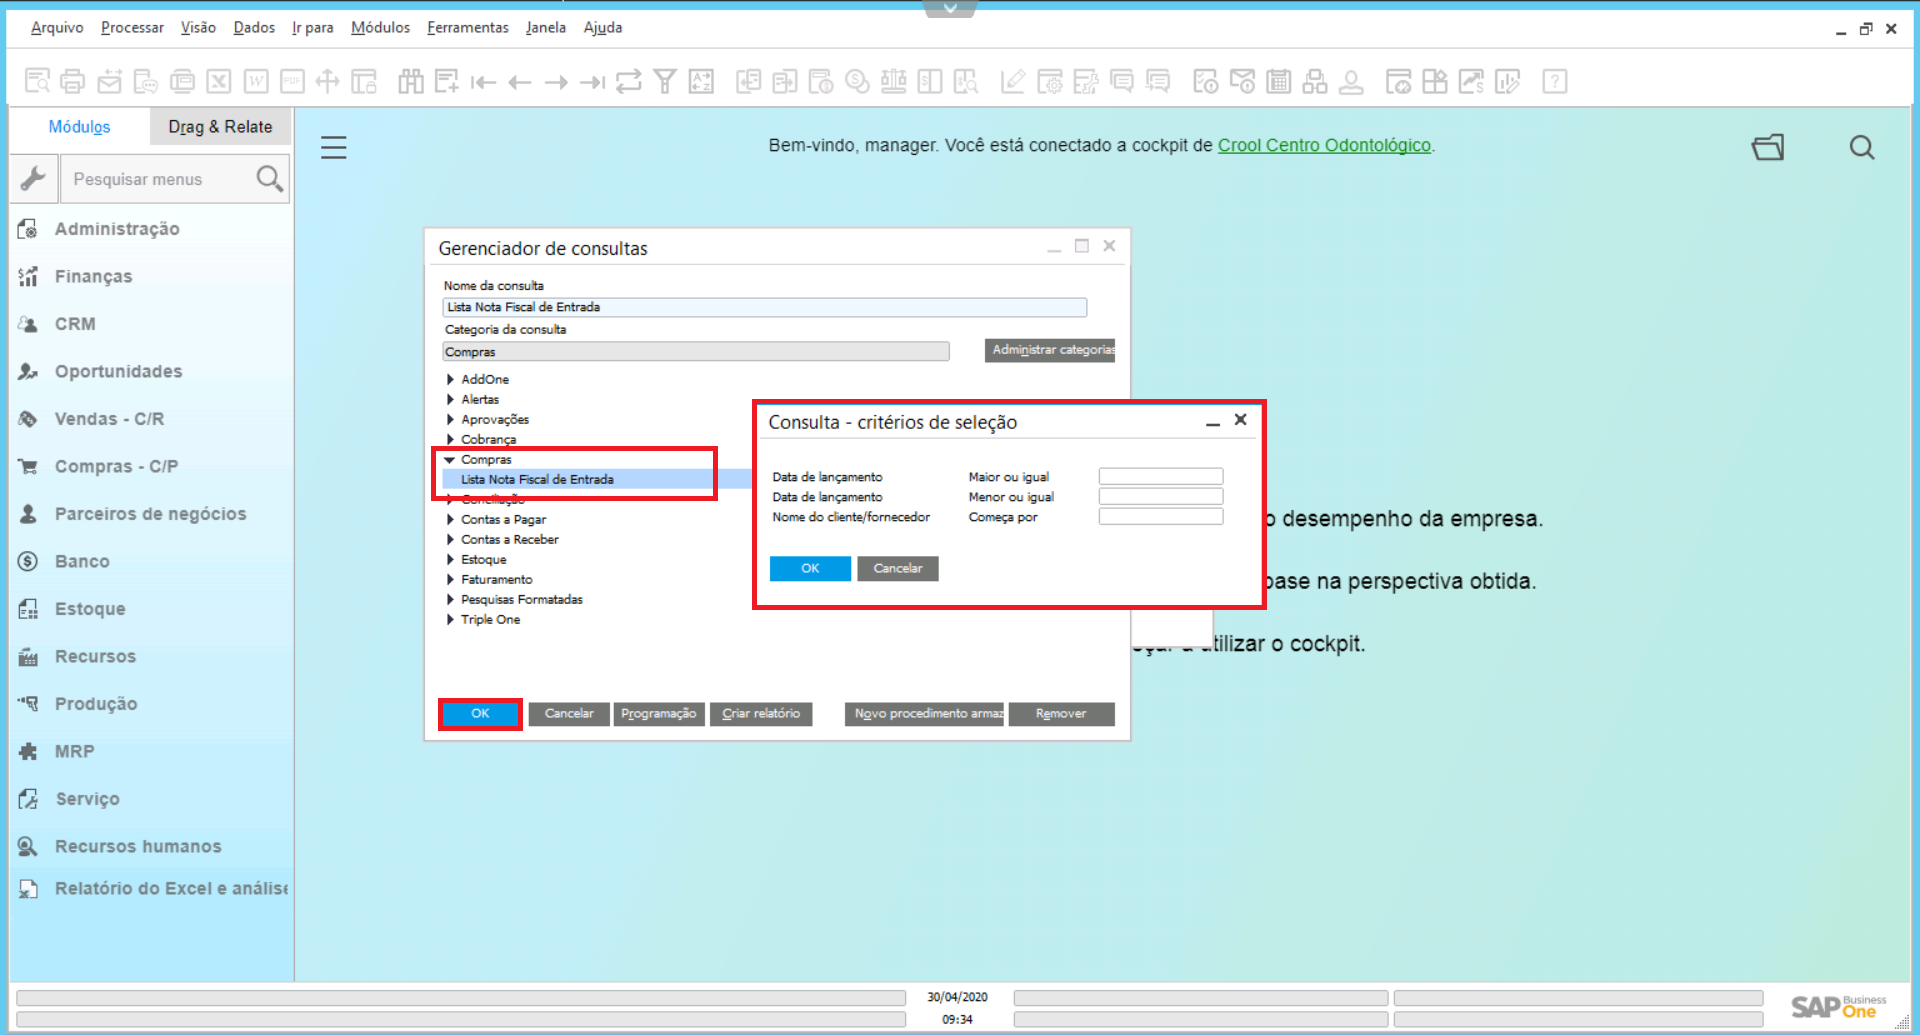 Arquivo Processar Visão Dados Ir para Módulos Ferramentas Janela Ajuda
Módulos Drag & Relate
Pesquisar menus
Administração
Finanças
CRM
Oportunidades
Vendas - C/R
Compras - C/P
Parceiros de negócios
Banco
Estoque
Recursos
Produção
MRP
Serviço
Recursos humanos
Relatório do Excel e análise
Bem-vindo, manager. Você está conectado a cockpit de Crool Centro Odontológico.
Gerenciador de consultas
Nome da consulta
Lista Nota Fiscal de Entrada
Categoria da consulta
Compras
Administrar categorias
AddOne
Alertas
Aprovações
Cobrança
Compras
Lista Nota Fiscal de Entrada
Conciliação
Contas a Pagar
Contas a Receber
Estoque
Faturamento
Pesquisas Formatadas
Triple One
OK Cancelar Programação Criar relatório Novo procedimento armaz Remover
Consulta - critérios de seleção
Data de lançamento Maior ou igual
Data de lançamento Menor ou igual
Nome do cliente/fornecedor Começa por
OK Cancelar
o desempenho da empresa.
base na perspectiva obtida.
tilizar o cockpit.
30/04/2020
09:34
SAP Business One